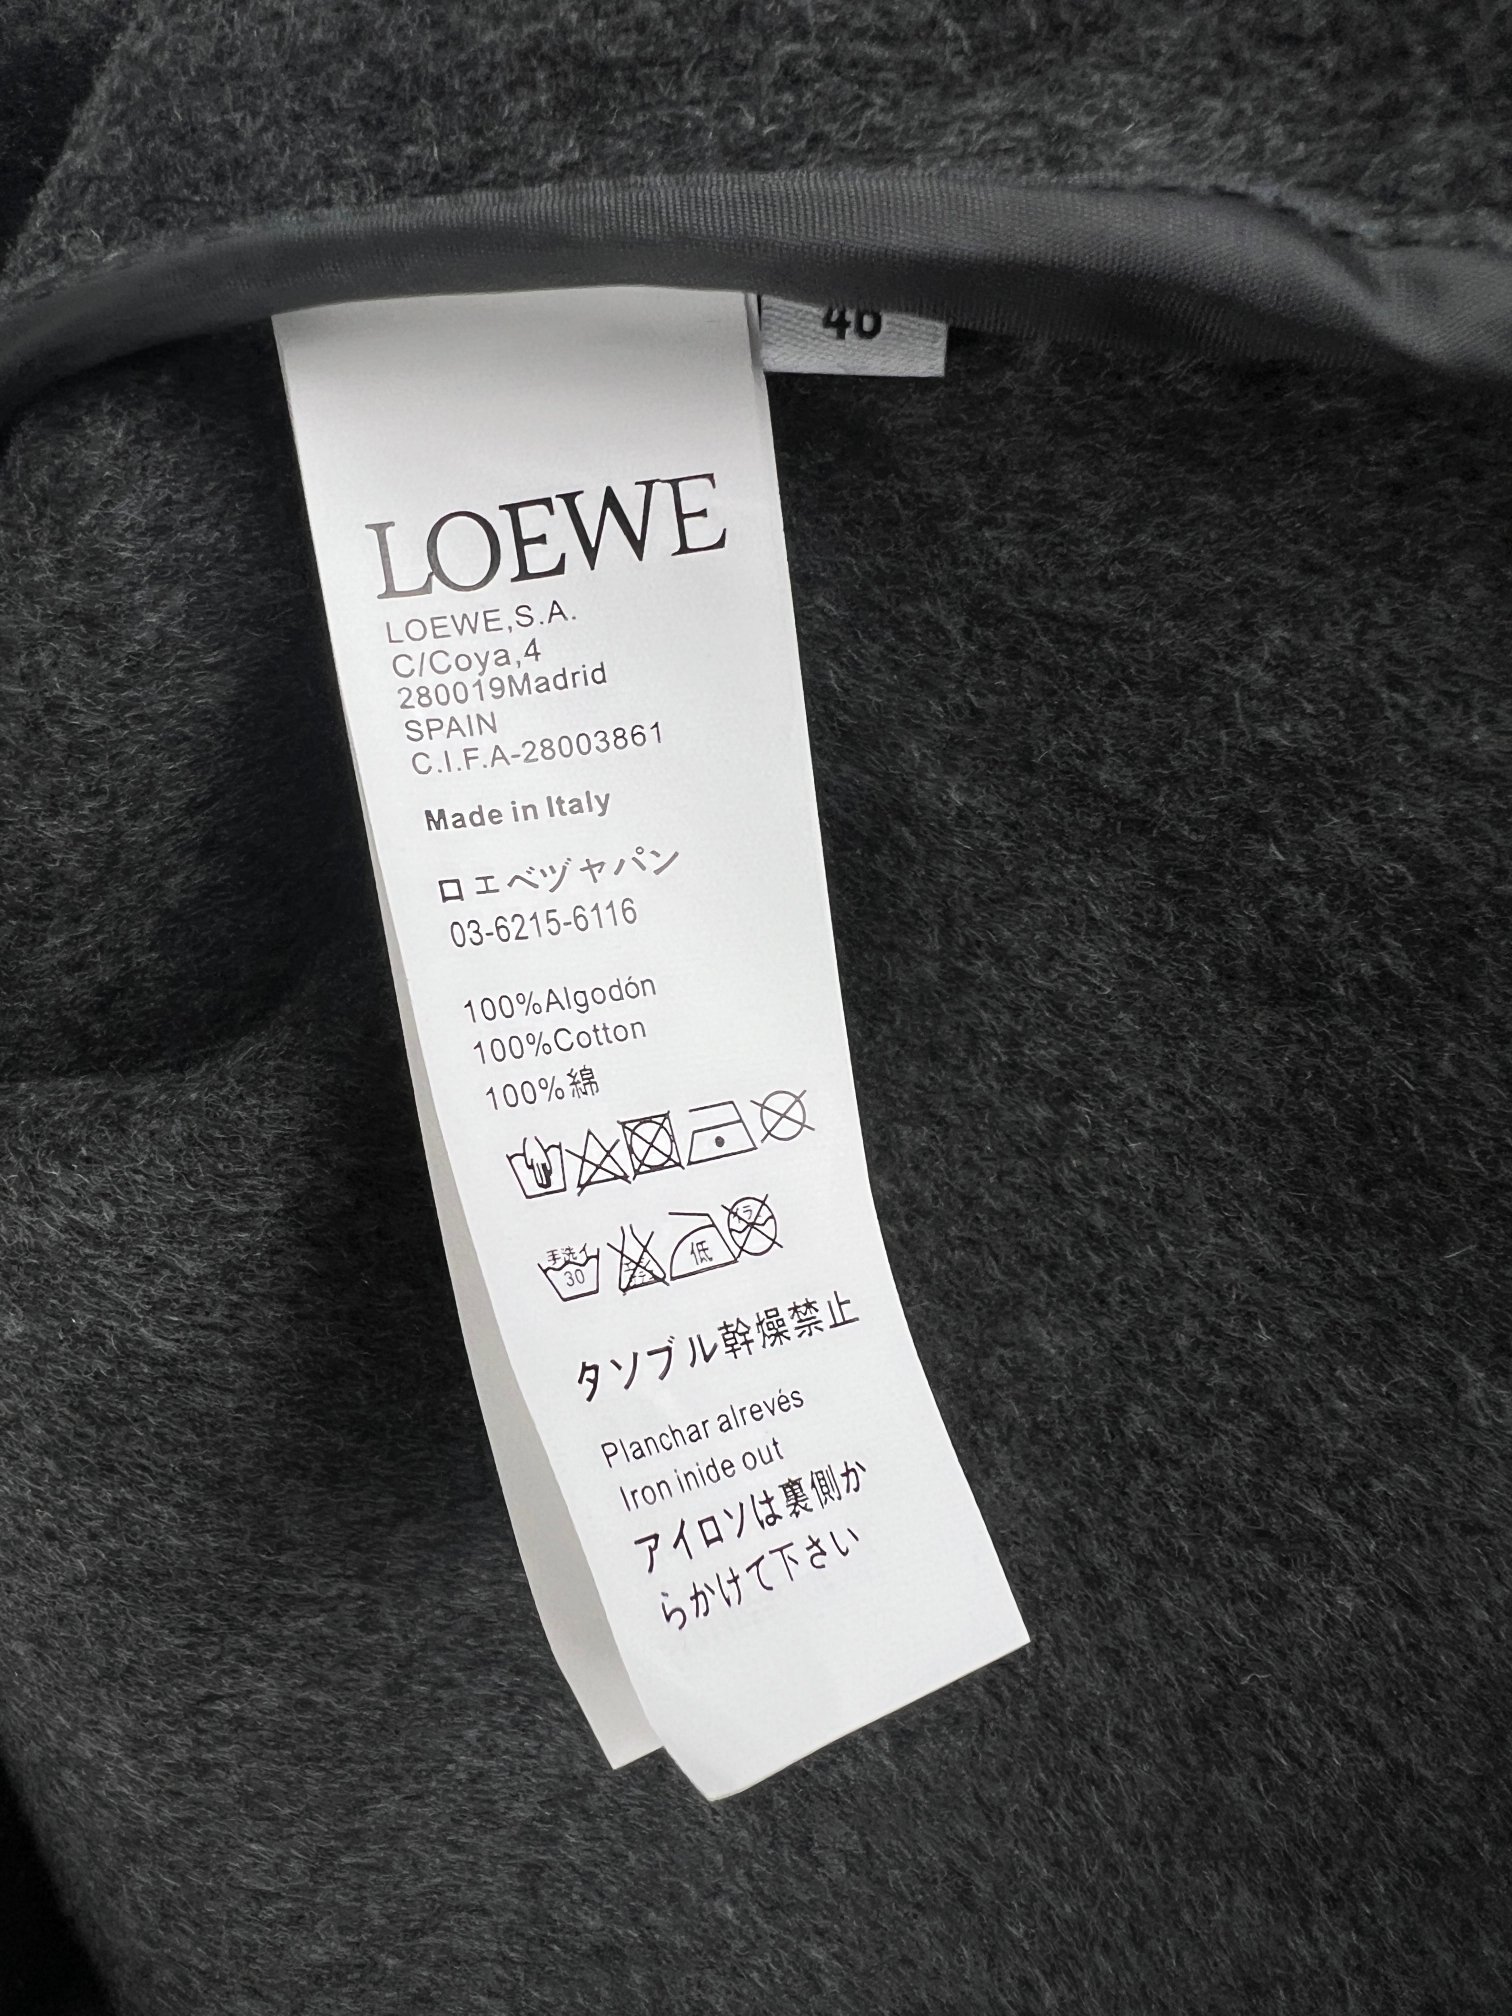 46
LOEWE
LOEWE,S.A.
C/Coya,4
280019Madrid
SPAIN
C.I.F.A-28003861
Made in Italy
ロエベヅヤパン
03-6215-6116
100%Algodón
100%Cotton
100%綿
手洗イ
30
低
タソブル幹燥禁止
Planchar alrevés
Iron inide out
アイロソは裏側か
らかけて下さい